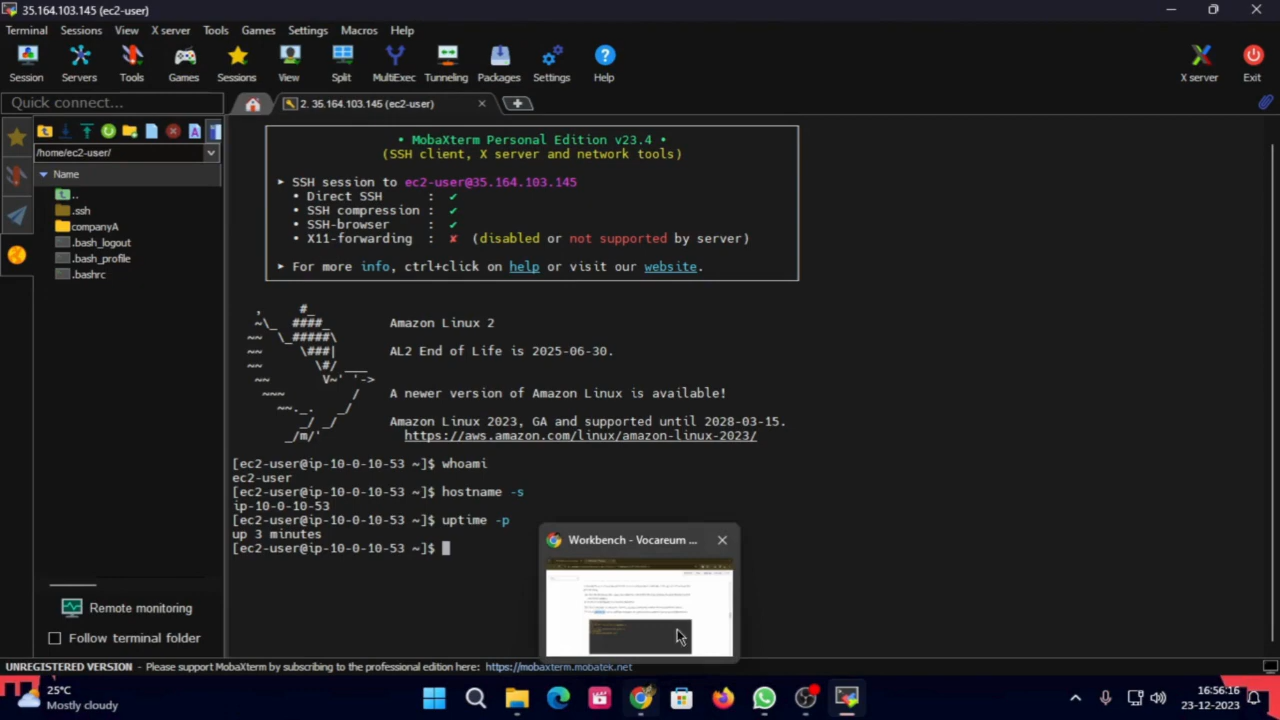 35.164.103.145 (ec2-user)
Terminal Sessions View X server Tools Games Settings Macros Help
Session Servers Tools Games Sessions View Split MultiExec Tunneling Packages Settings Help X server Exit
Quick connect...
2. 35.164.103.145 (ec2-user)
/home/ec2-user/
Name
..
.ssh
companyA
.bash_logout
.bash_profile
.bashrc
• MobaXterm Personal Edition v23.4 •
(SSH client, X server and network tools)
► SSH session to ec2-user@35.164.103.145
• Direct SSH : ✔
• SSH compression : ✔
• SSH-browser : ✔
• X11-forwarding : ✘ (disabled or not supported by server)
► For more info, ctrl+click on help or visit our website.
, #_
~\_ ####_ Amazon Linux 2
~~ \_#####\
~~ \###| AL2 End of Life is 2025-06-30.
~~ \#/ ___
~~ V~' '->
~~~ / A newer version of Amazon Linux is available!
~~._. _/
_/ _/ Amazon Linux 2023, GA and supported until 2028-03-15.
_/m/' https://aws.amazon.com/linux/amazon-linux-2023/
[ec2-user@ip-10-0-10-53 ~]$ whoami
ec2-user
[ec2-user@ip-10-0-10-53 ~]$ hostname -s
ip-10-0-10-53
[ec2-user@ip-10-0-10-53 ~]$ uptime -p
up 3 minutes
[ec2-user@ip-10-0-10-53 ~]$
Workbench - Vocareum ...
Remote monitoring
Follow terminal folder
UNREGISTERED VERSION - Please support MobaXterm by subscribing to the professional edition here: https://mobaxterm.mobatek.net
25°C
Mostly cloudy
16:56:16
23-12-2023